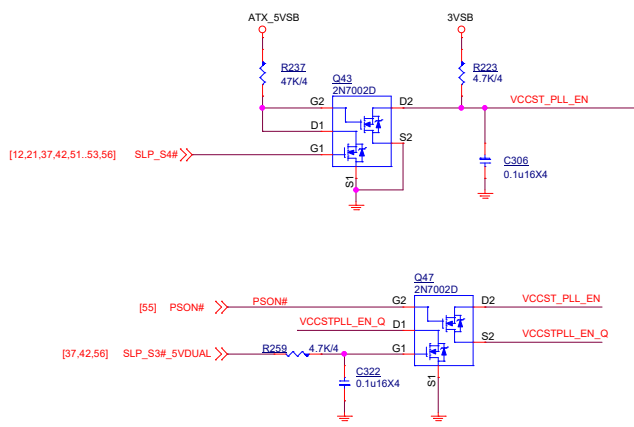 ATX_5VSB
3VSB
R237
47K/4
Q43
2N7002D
R223
4.7K/4
G2
D2
VCCST_PLL_EN
D1
S2
[12,21,37,42,51..53,56] SLP_S4#
G1
S1
C306
0.1u16X4
Q47
2N7002D
[55] PSON#
PSON#
G2
D2
VCCST_PLL_EN
VCCSTPLL_EN_Q
D1
S2
VCCSTPLL_EN_Q
[37,42,56] SLP_S3#_5VDUAL
R259
4.7K/4
G1
S1
C322
0.1u16X4